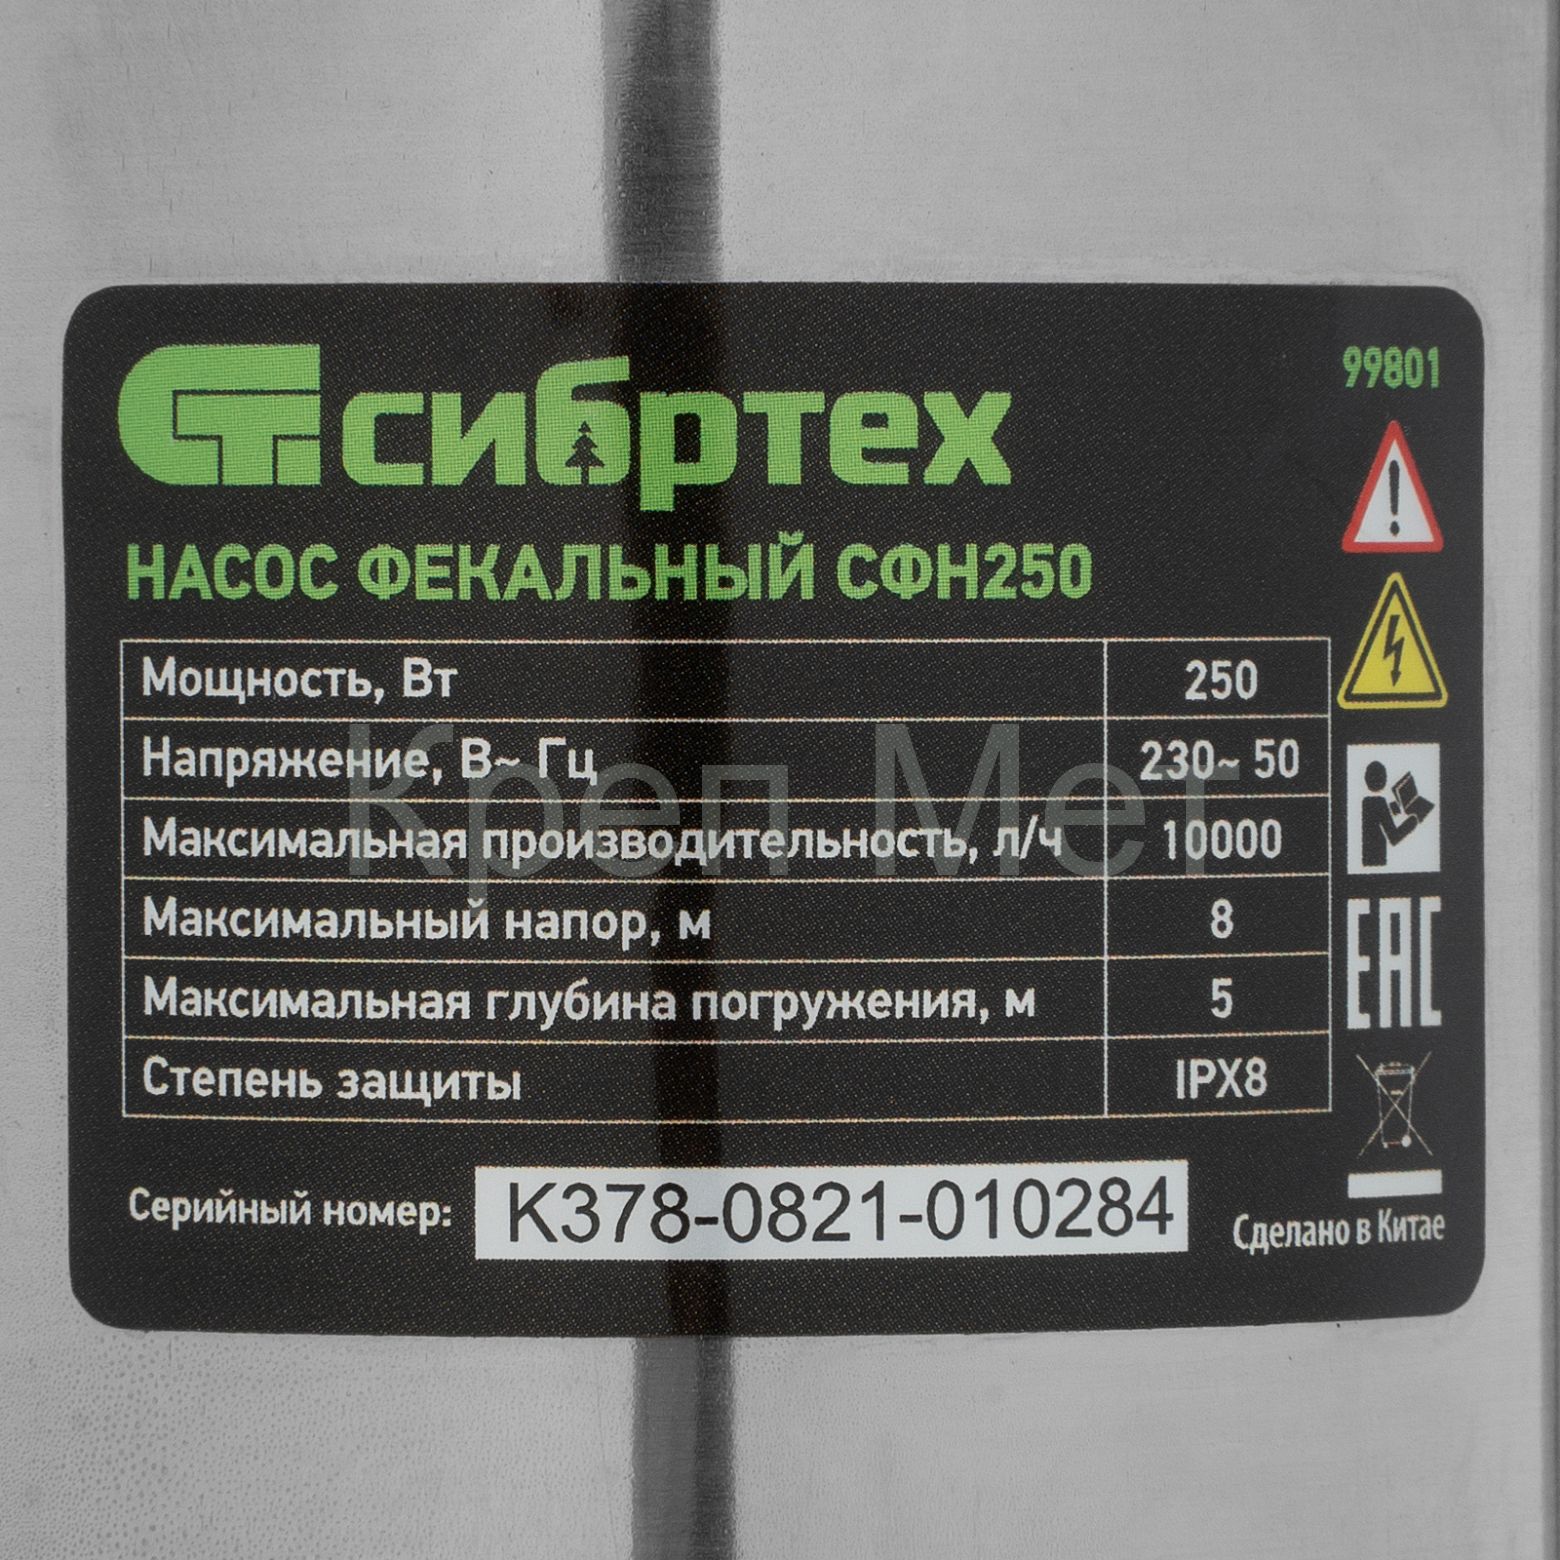 сибртех
99801
НАСОС ФЕКАЛЬНЫЙ СФН250
Мощность, Вт 250
Напряжение, В~ Гц 230~ 50
Максимальная производительность, л/ч 10000
Максимальный напор, м 8
Максимальная глубина погружения, м 5
Степень защиты IPX8
Креп Мет
EAC
Серийный номер: K378-0821-010284
Сделано в Китае